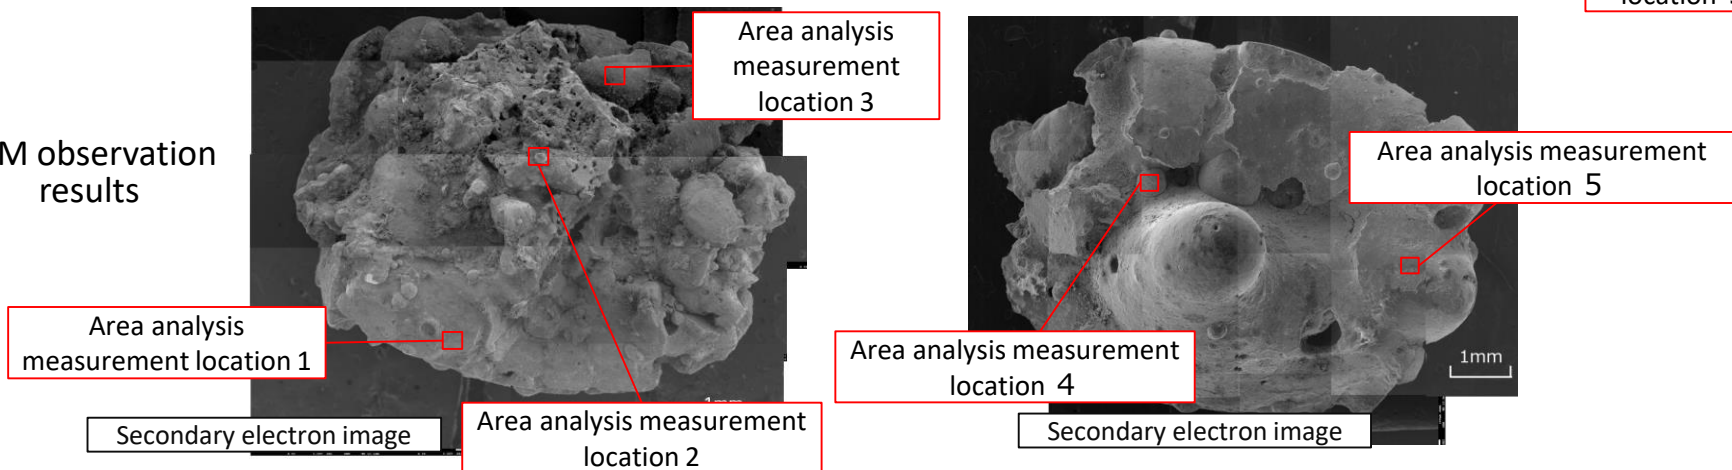 Area analysis
measurement
location 3
M observation
results
Area analysis measurement
location 5
Area analysis
measurement location 1
Area analysis measurement
location 4
1mm
1mm
Secondary electron image
Area analysis measurement
location 2
Secondary electron image